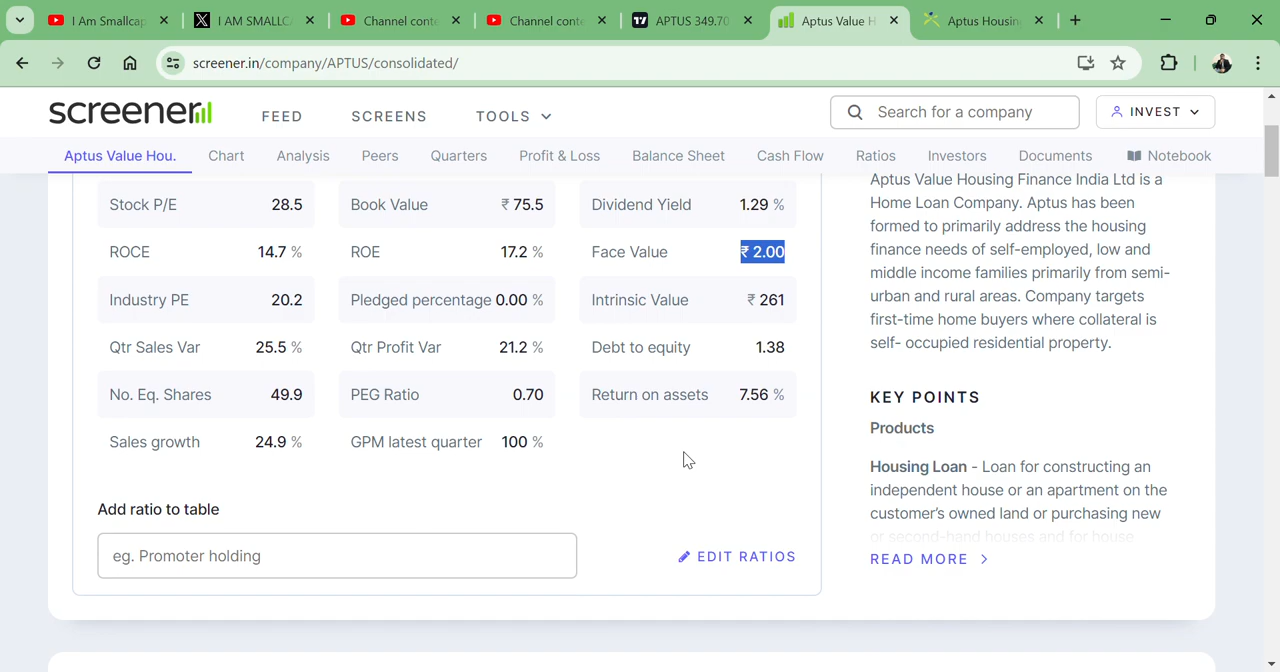 I Am Smallcap
I AM SMALLC
Channel conte
Channel conte
APTUS 349.70
Aptus Value H
Aptus Housing
screener.in/company/APTUS/consolidated/
screener
FEED
SCREENS
TOOLS
Search for a company
INVEST
Aptus Value Hou.
Chart
Analysis
Peers
Quarters
Profit & Loss
Balance Sheet
Cash Flow
Ratios
Investors
Documents
Notebook
Stock P/E 28.5
Book Value ₹ 75.5
Dividend Yield 1.29 %
ROCE 14.7 %
ROE 17.2 %
Face Value ₹ 2.00
Industry PE 20.2
Pledged percentage 0.00 %
Intrinsic Value ₹ 261
Qtr Sales Var 25.5 %
Qtr Profit Var 21.2 %
Debt to equity 1.38
No. Eq. Shares 49.9
PEG Ratio 0.70
Return on assets 7.56 %
Sales growth 24.9 %
GPM latest quarter 100 %
Add ratio to table
eg. Promoter holding
EDIT RATIOS
Aptus Value Housing Finance India Ltd is a
Home Loan Company. Aptus has been
formed to primarily address the housing
finance needs of self-employed, low and
middle income families primarily from semi-
urban and rural areas. Company targets
first-time home buyers where collateral is
self- occupied residential property.
KEY POINTS
Products
Housing Loan - Loan for constructing an
independent house or an apartment on the
customer's owned land or purchasing new
or second-hand houses and for house
READ MORE